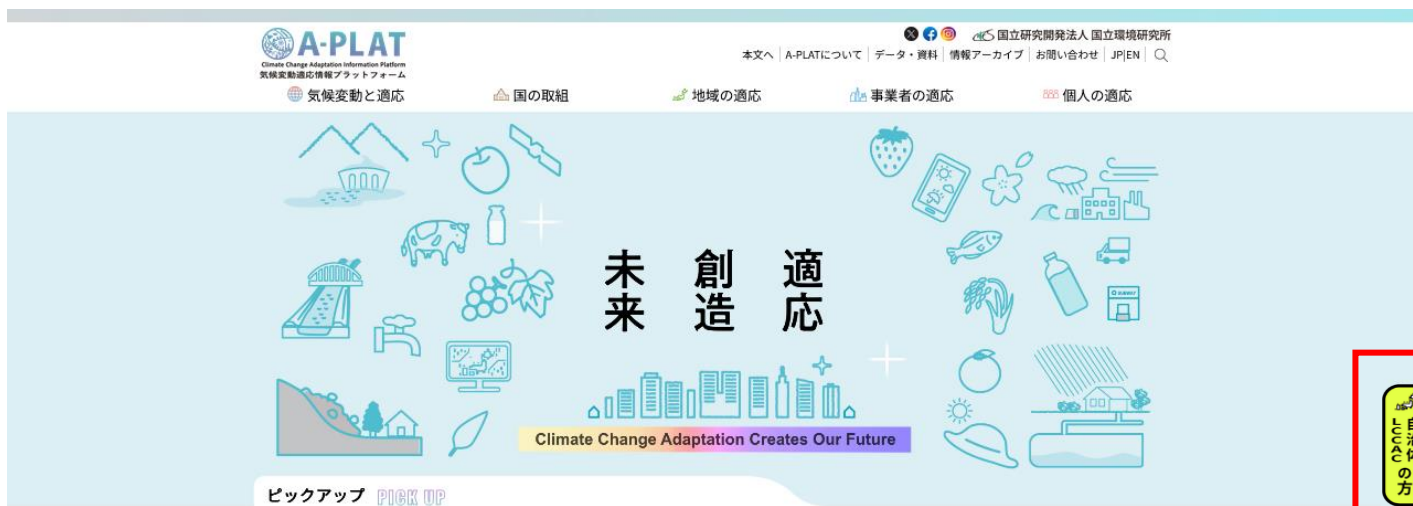 A-PLAT
Climate Change Adaptation Information Platform
気候変動適応情報プラットフォーム
国立研究開発法人 国立環境研究所
本文へ | A-PLATについて | データ・資料 | 情報アーカイブ | お問い合わせ | JP|EN
気候変動と適応 国の取組 地域の適応 事業者の適応 個人の適応
適応
創造
未来
Climate Change Adaptation Creates Our Future
自治体
LCCAC
の方
ピックアップ PICK UP